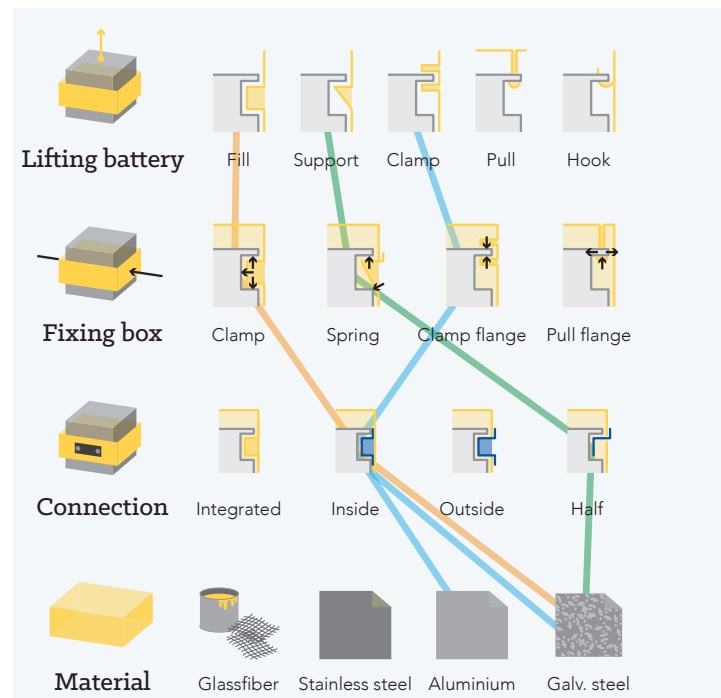 Lifting battery
Fill Support Clamp Pull Hook
Fixing box
Clamp Spring Clamp flange Pull flange
Connection
Integrated Inside Outside Half
Material
Glassfiber Stainless steel Aluminium Galv. steel